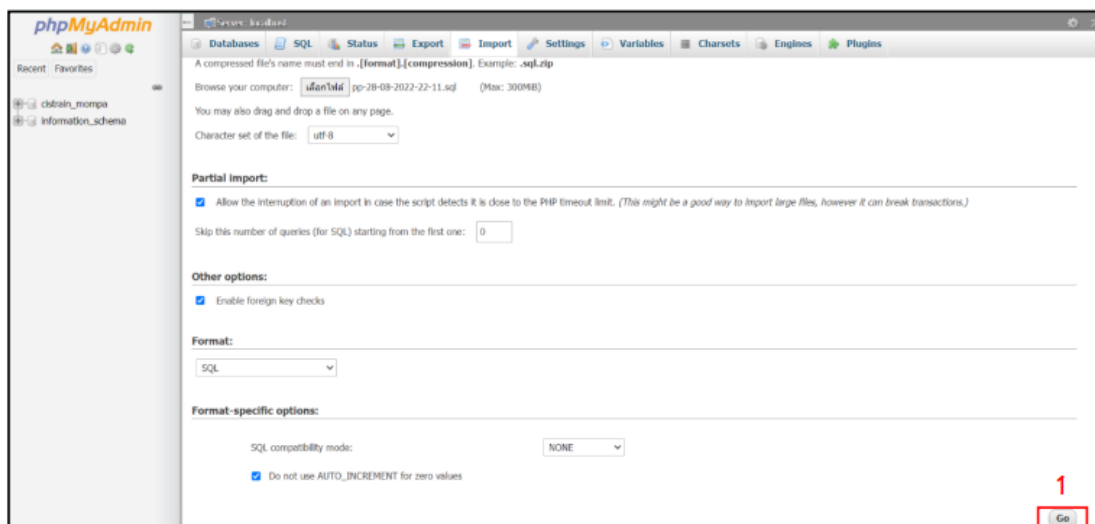 phpMyAdmin
Recent Favorites
cistrain_mompa
information_schema
Server: localhost
Databases SQL Status Export Import Settings Variables Charsets Engines Plugins
A compressed file's name must end in .[format].[compression]. Example: .sql.zip
Browse your computer: เลือกไฟล์ pp-28-08-2022-22-11.sql (Max: 300MiB)
You may also drag and drop a file on any page.
Character set of the file: utf-8
Partial import:
Allow the interruption of an import in case the script detects it is close to the PHP timeout limit. (This might be a good way to import large files, however it can break transactions.)
Skip this number of queries (for SQL) starting from the first one: 0
Other options:
Enable foreign key checks
Format:
SQL
Format-specific options:
SQL compatibility mode: NONE
Do not use AUTO_INCREMENT for zero values
1
Go